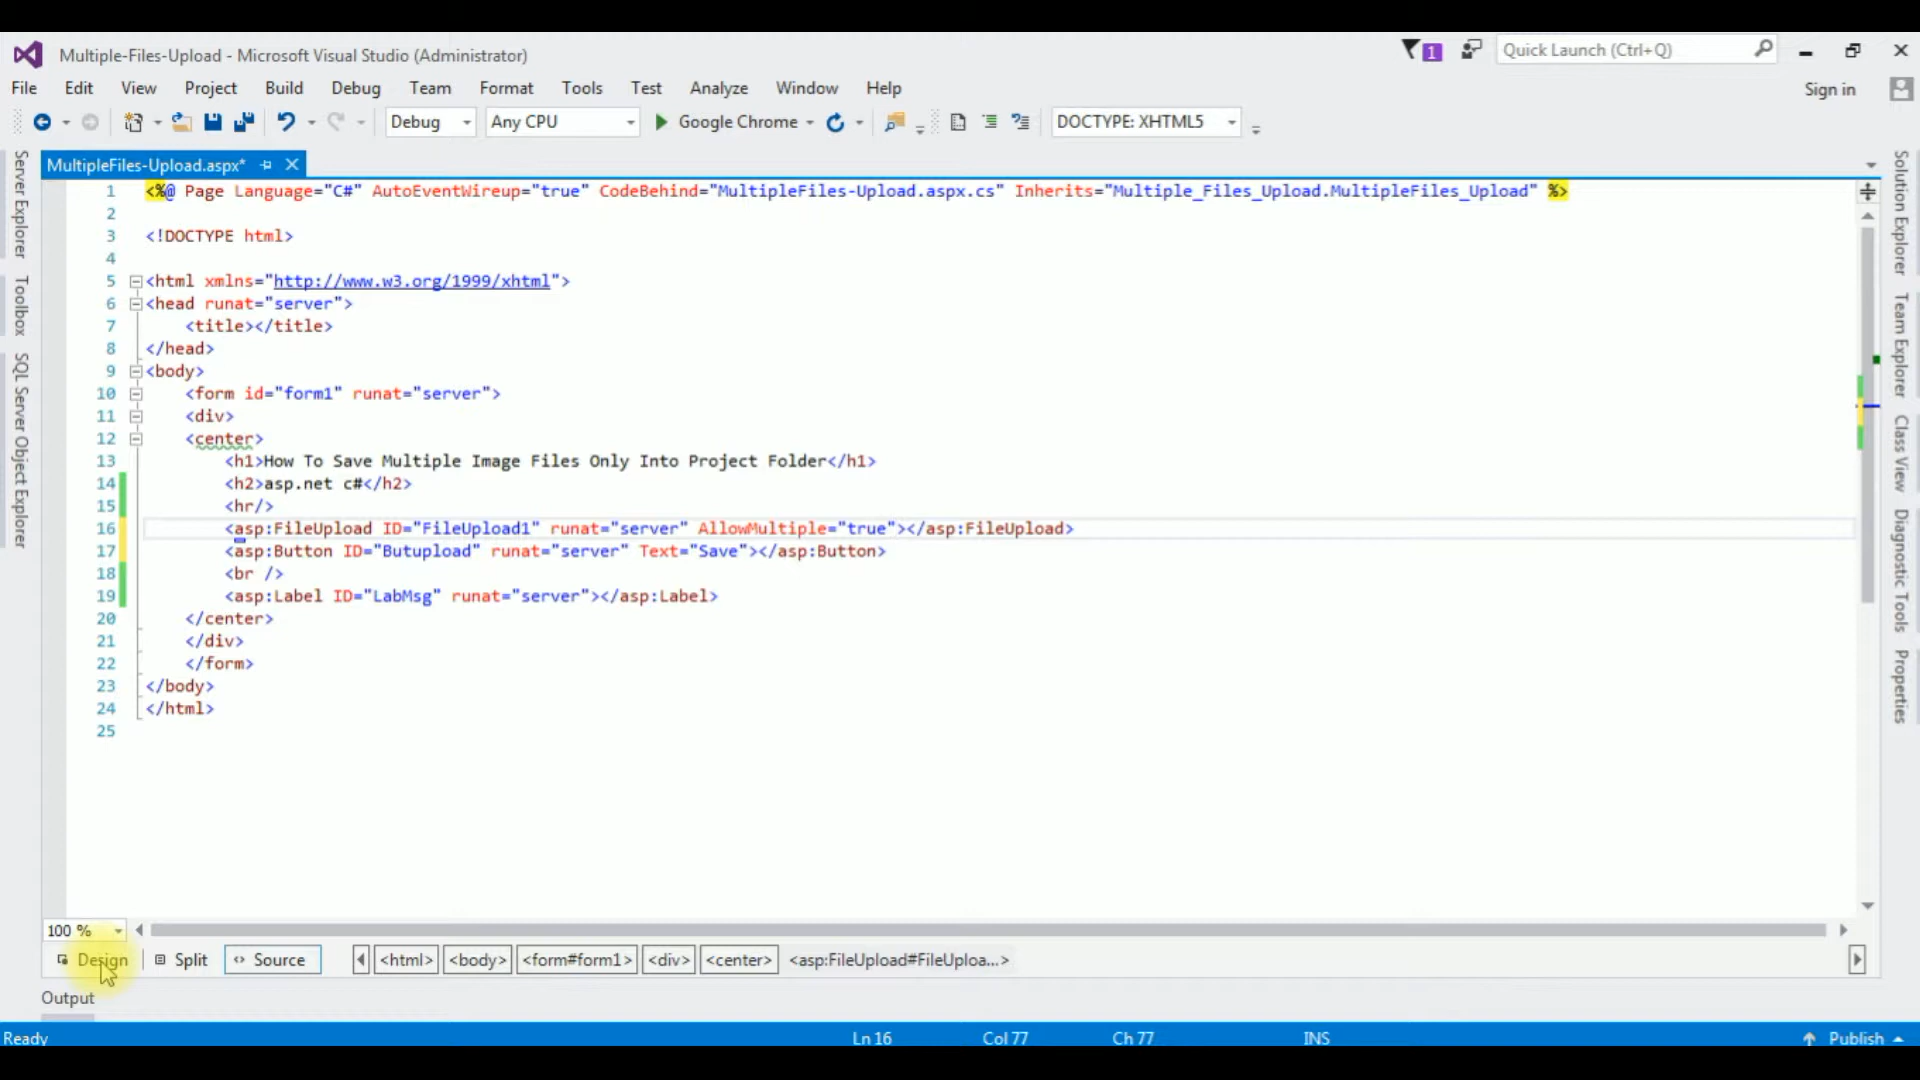 Multiple-Files-Upload - Microsoft Visual Studio (Administrator)
1
Quick Launch (Ctrl+Q)
File Edit View Project Build Debug Team Format Tools Test Analyze Window Help
Sign in
Debug Any CPU Google Chrome DOCTYPE: XHTML5
MultipleFiles-Upload.aspx*
1 <%@ Page Language="C#" AutoEventWireup="true" CodeBehind="MultipleFiles-Upload.aspx.cs" Inherits="Multiple_Files_Upload.MultipleFiles_Upload" %>
2
3 <!DOCTYPE html>
4
5 <html xmlns="http://www.w3.org/1999/xhtml">
6 <head runat="server">
7 <title></title>
8 </head>
9 <body>
10 <form id="form1" runat="server">
11 <div>
12 <center>
13 <h1>How To Save Multiple Image Files Only Into Project Folder</h1>
14 <h2>asp.net c#</h2>
15 <hr/>
16 <asp:FileUpload ID="FileUpload1" runat="server" AllowMultiple="true"></asp:FileUpload>
17 <asp:Button ID="Butupload" runat="server" Text="Save"></asp:Button>
18 <br />
19 <asp:Label ID="LabMsg" runat="server"></asp:Label>
20 </center>
21 </div>
22 </form>
23 </body>
24 </html>
25
Server Explorer
Toolbox
SQL Server Object Explorer
Solution Explorer
Team Explorer
Class View
Diagnostic Tools
Properties
100 %
Design Split Source <html> <body> <form#form1> <div> <center> <asp:FileUpload#FileUploa...>
Output
Ready Ln 16 Col 77 Ch 77 INS Publish